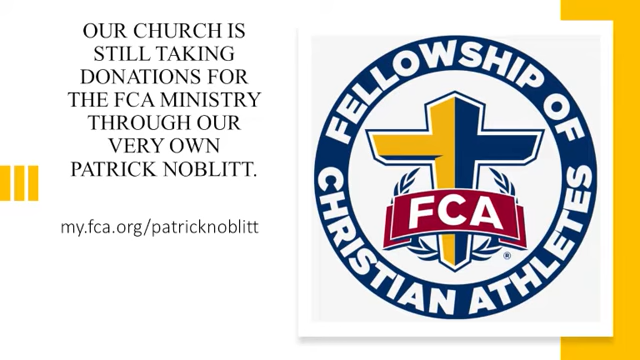 OUR CHURCH IS
STILL TAKING
DONATIONS FOR
THE FCA MINISTRY
THROUGH OUR
VERY OWN
PATRICK NOBLITT.
my.fca.org/patricknoblitt
FELLOWSHIP OF
CHRISTIAN ATHLETES
FCA
®